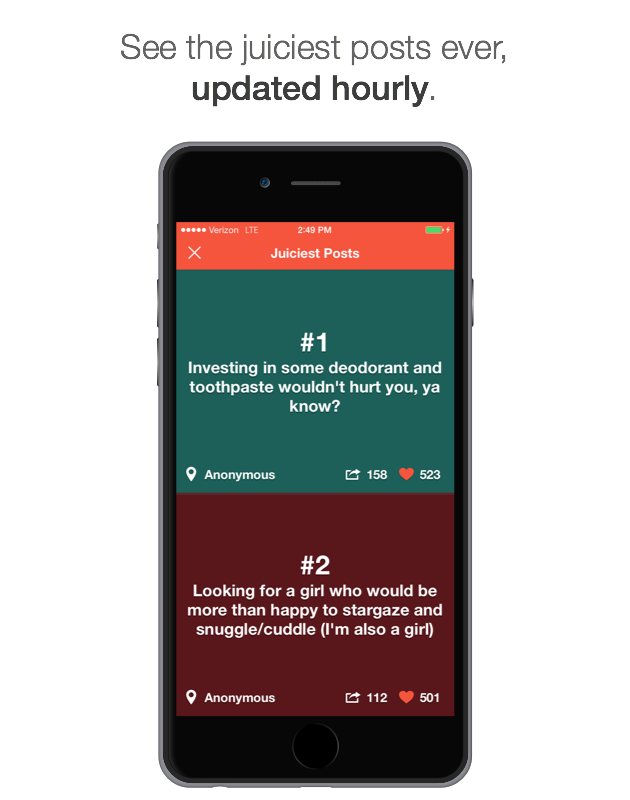 See the juiciest posts ever,
updated hourly.
Verizon LTE 2:49 PM
Juiciest Posts
#1
Investing in some deodorant and
toothpaste wouldn't hurt you, ya
know?
Anonymous 158 523
#2
Looking for a girl who would be
more than happy to stargaze and
snuggle/cuddle (I'm also a girl)
Anonymous 112 501